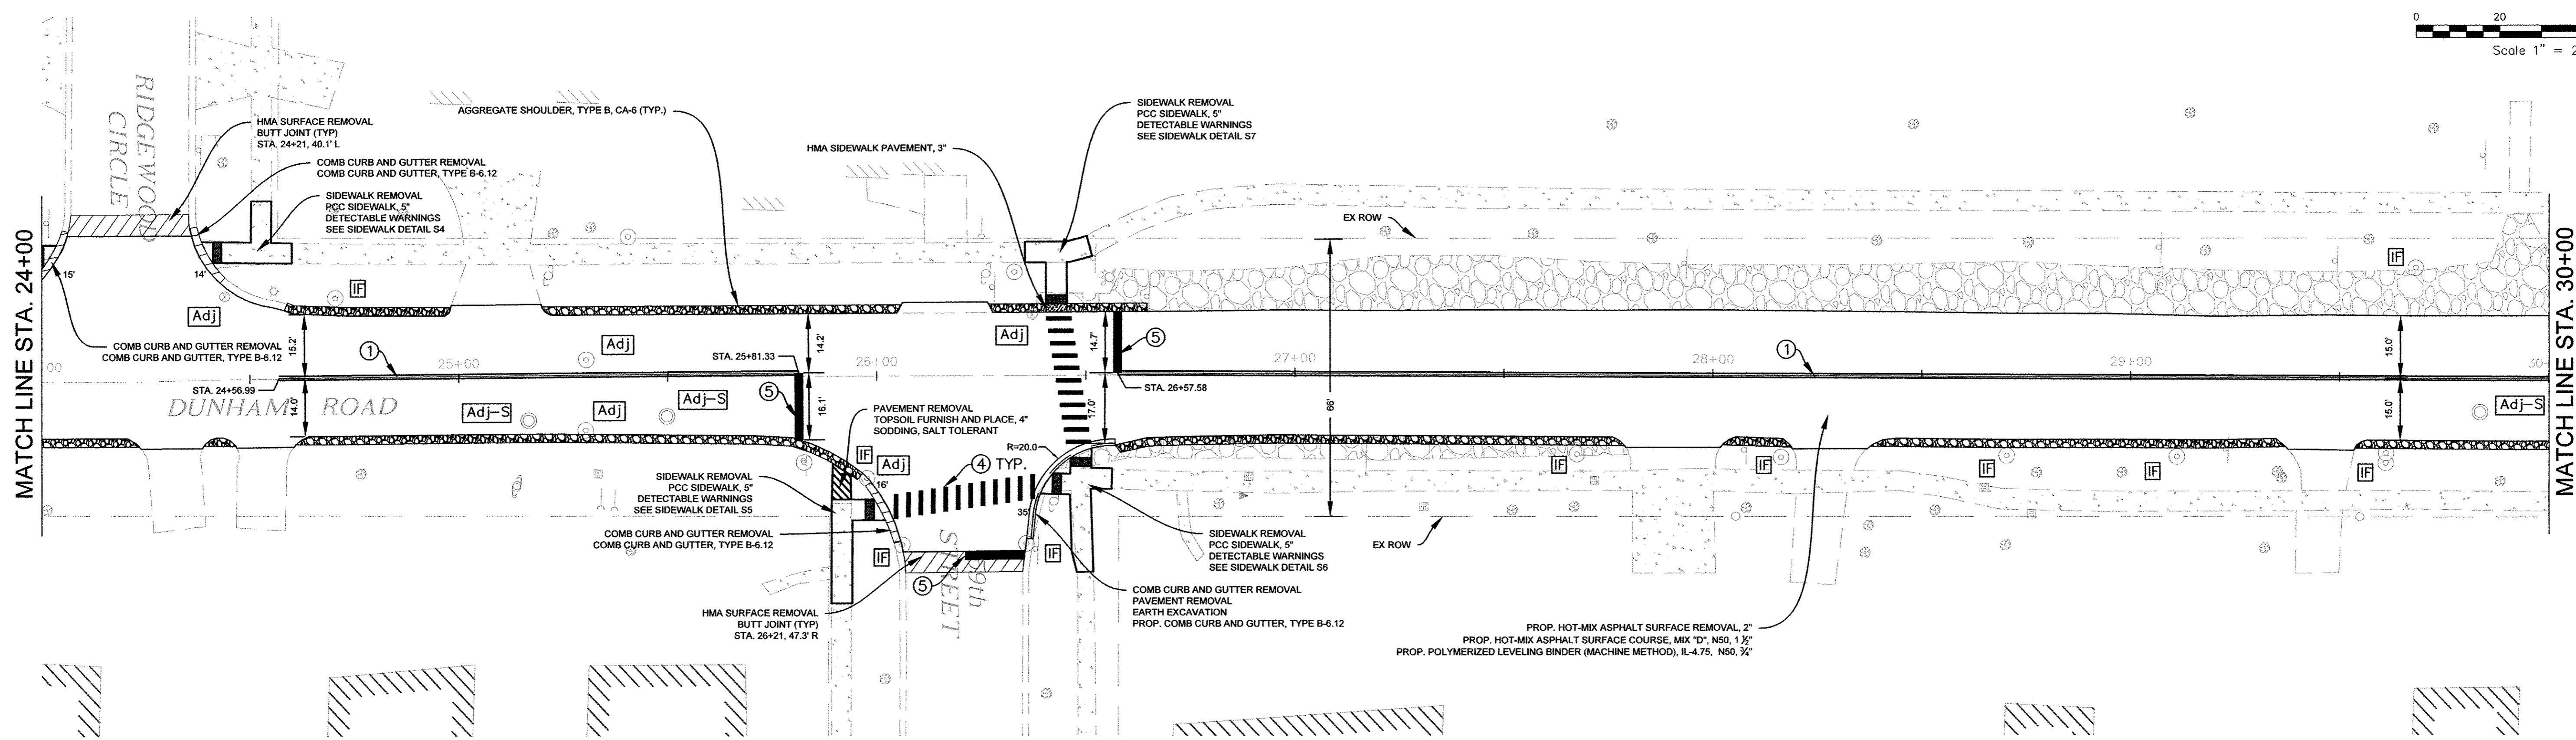 0 20
Scale 1" = 2
RIDGEWOOD
CIRCLE
HMA SURFACE REMOVAL
BUTT JOINT (TYP)
STA. 24+21, 40.1' L
COMB CURB AND GUTTER REMOVAL
COMB CURB AND GUTTER, TYPE B-6.12
SIDEWALK REMOVAL
PCC SIDEWALK, 5"
DETECTABLE WARNINGS
SEE SIDEWALK DETAIL S4
AGGREGATE SHOULDER, TYPE B, CA-6 (TYP.)
HMA SIDEWALK PAVEMENT, 3"
SIDEWALK REMOVAL
PCC SIDEWALK, 5"
DETECTABLE WARNINGS
SEE SIDEWALK DETAIL S7
EX ROW
MATCH LINE STA. 24+00
MATCH LINE STA. 30+00
15'
14'
IF
IF
Adj
Adj
Adj
COMB CURB AND GUTTER REMOVAL
COMB CURB AND GUTTER, TYPE B-6.12
15.2'
1
STA. 25+81.33
14.2'
14.7'
5
1
15.0'
00
25+00
26+00
27+00
28+00
29+00
30-
STA. 24+56.99
STA. 26+57.58
DUNHAM ROAD
14.0'
Adj-S
Adj
Adj-S
5
16.1'
17.0'
66'
15.0'
Adj-S
PAVEMENT REMOVAL
TOPSOIL FURNISH AND PLACE, 4"
SODDING, SALT TOLERANT
R=20.0
IF
Adj
4 TYP.
16'
35'
IF
IF
IF
IF
IF
SIDEWALK REMOVAL
PCC SIDEWALK, 5"
DETECTABLE WARNINGS
SEE SIDEWALK DETAIL S5
COMB CURB AND GUTTER REMOVAL
COMB CURB AND GUTTER, TYPE B-6.12
IF
5
IF
99th
STREET
EX ROW
SIDEWALK REMOVAL
PCC SIDEWALK, 5"
DETECTABLE WARNINGS
SEE SIDEWALK DETAIL S6
COMB CURB AND GUTTER REMOVAL
PAVEMENT REMOVAL
EARTH EXCAVATION
PROP. COMB CURB AND GUTTER, TYPE B-6.12
HMA SURFACE REMOVAL
BUTT JOINT (TYP)
STA. 26+21, 47.3' R
PROP. HOT-MIX ASPHALT SURFACE REMOVAL, 2"
PROP. HOT-MIX ASPHALT SURFACE COURSE, MIX "D", N50, 1 ½"
PROP. POLYMERIZED LEVELING BINDER (MACHINE METHOD), IL-4.75, N50, ¾"